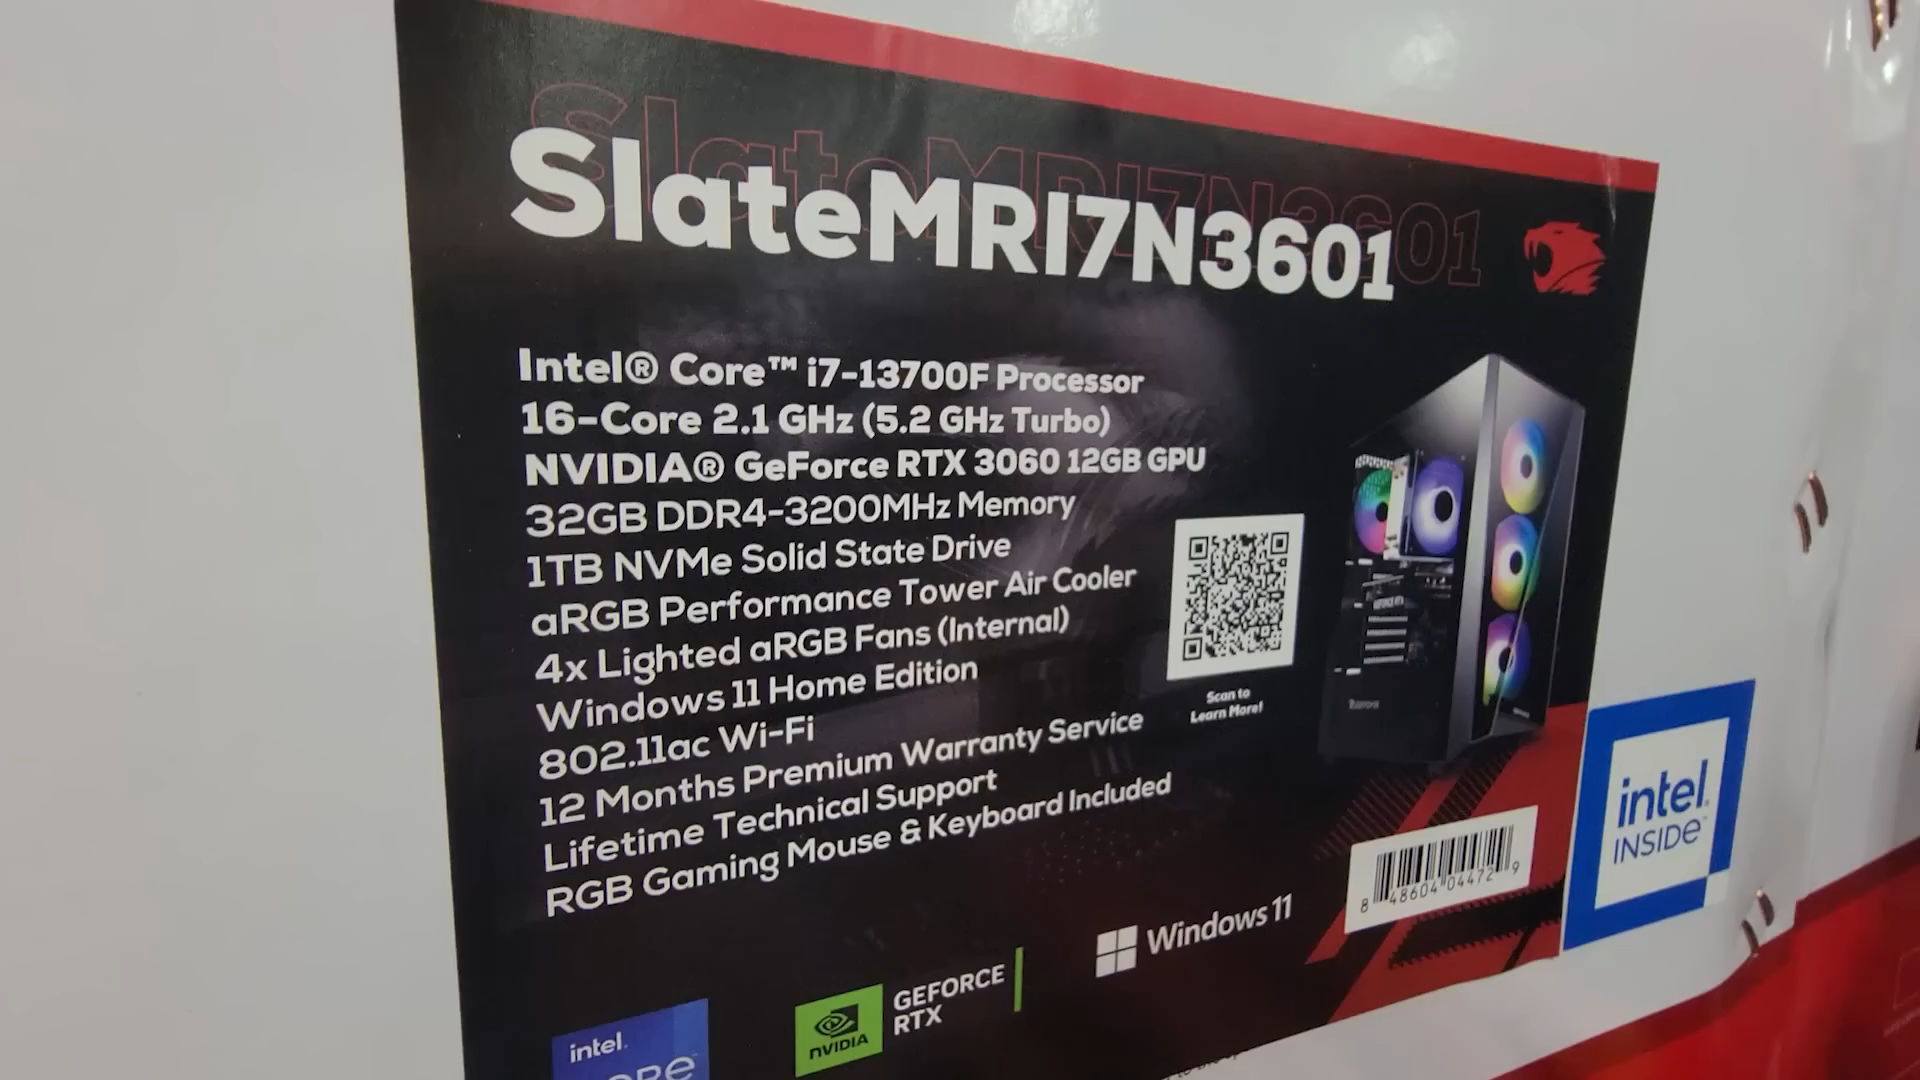 SlateMRI7N3601
Intel® Core™ i7-13700F Processor
16-Core 2.1 GHz (5.2 GHz Turbo)
NVIDIA® GeForce RTX 3060 12GB GPU
32GB DDR4-3200MHz Memory
1TB NVMe Solid State Drive
aRGB Performance Tower Air Cooler
4x Lighted aRGB Fans (Internal)
Windows 11 Home Edition
802.11ac Wi-Fi
12 Months Premium Warranty Service
Lifetime Technical Support
RGB Gaming Mouse & Keyboard Included
Scan to
Learn More!
intel.
INSIDE™
8 48604 04472 9
Windows 11
GEFORCE
RTX
NVIDIA
intel.